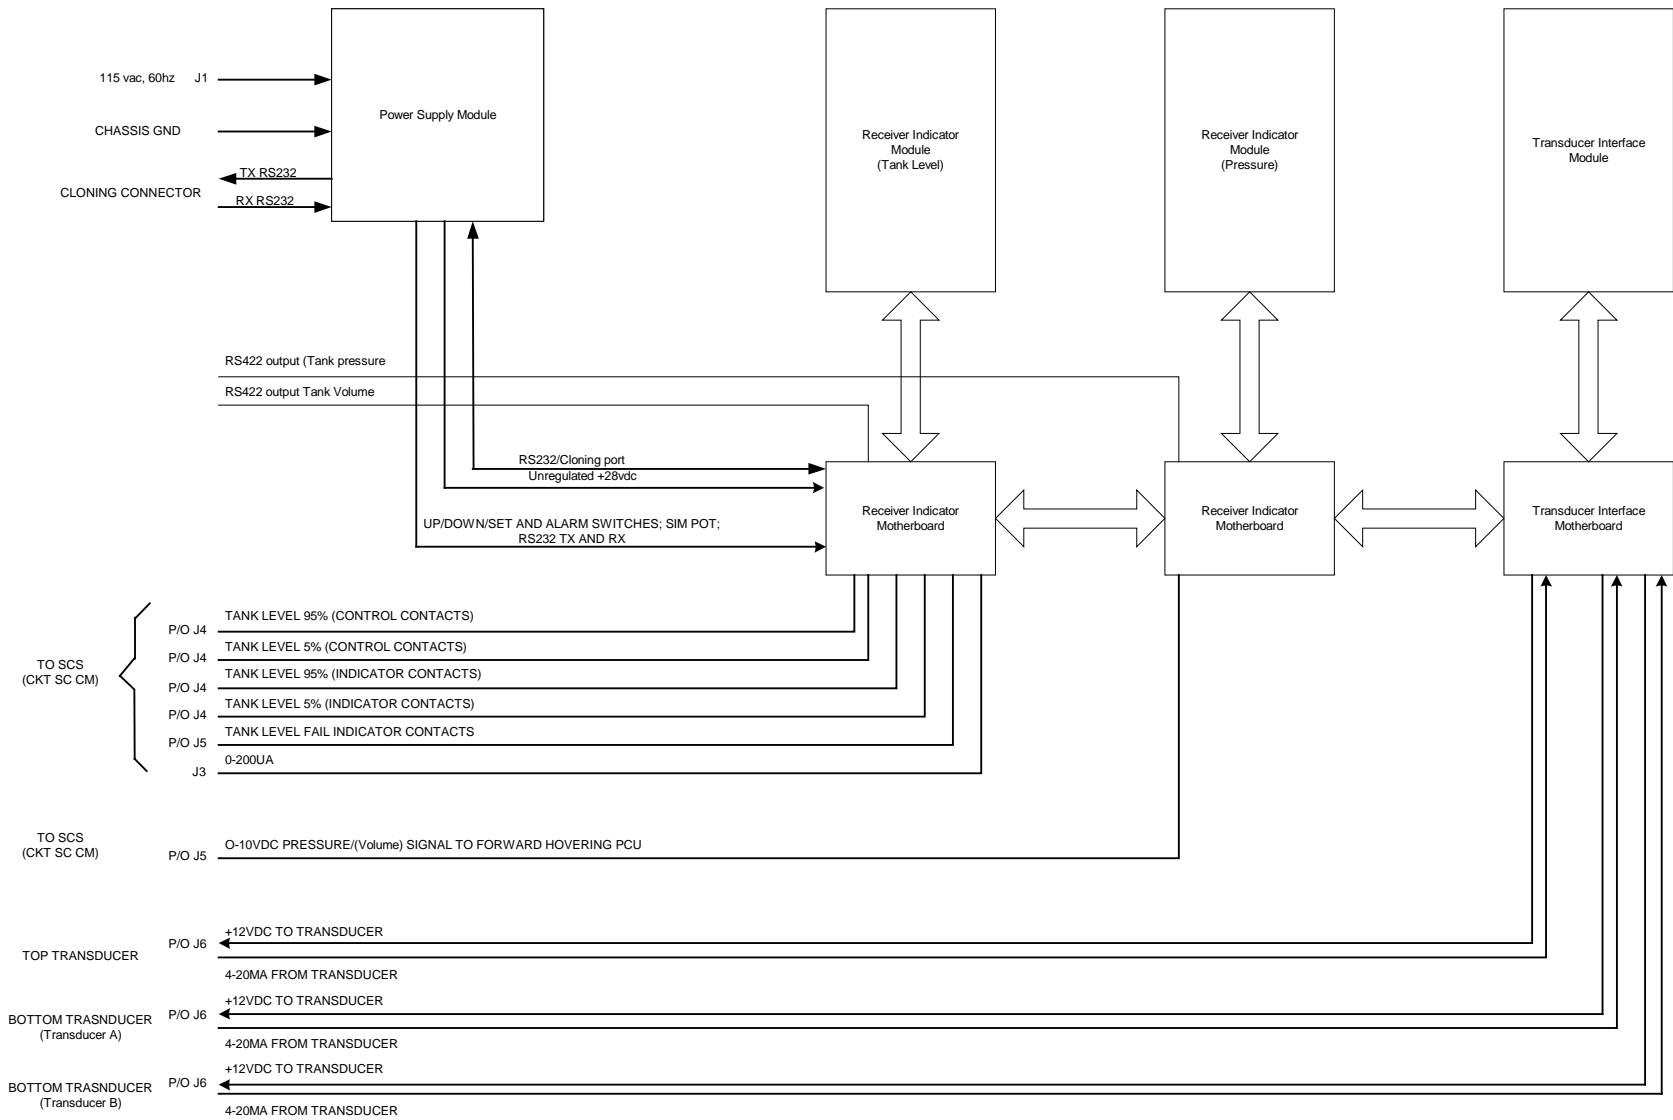 115 vac, 60hz J1
CHASSIS GND
TX RS232
CLONING CONNECTOR
RX RS232
Power Supply Module
Receiver Indicator
Module
(Tank Level)
Receiver Indicator
Module
(Pressure)
Transducer Interface
Module
RS422 output (Tank pressure
RS422 output Tank Volume
RS232/Cloning port
Unregulated +28vdc
UP/DOWN/SET AND ALARM SWITCHES; SIM POT;
RS232 TX AND RX
Receiver Indicator
Motherboard
Receiver Indicator
Motherboard
Transducer Interface
Motherboard
TO SCS
(CKT SC CM)
P/O J4 TANK LEVEL 95% (CONTROL CONTACTS)
P/O J4 TANK LEVEL 5% (CONTROL CONTACTS)
P/O J4 TANK LEVEL 95% (INDICATOR CONTACTS)
P/O J4 TANK LEVEL 5% (INDICATOR CONTACTS)
P/O J5 TANK LEVEL FAIL INDICATOR CONTACTS
J3 0-200UA
TO SCS
(CKT SC CM)
P/O J5 O-10VDC PRESSURE/(Volume) SIGNAL TO FORWARD HOVERING PCU
TOP TRANSDUCER
P/O J6 +12VDC TO TRANSDUCER
4-20MA FROM TRANSDUCER
BOTTOM TRASNDUCER
(Transducer A)
P/O J6 +12VDC TO TRANSDUCER
4-20MA FROM TRANSDUCER
BOTTOM TRASNDUCER
(Transducer B)
P/O J6 +12VDC TO TRANSDUCER
4-20MA FROM TRANSDUCER